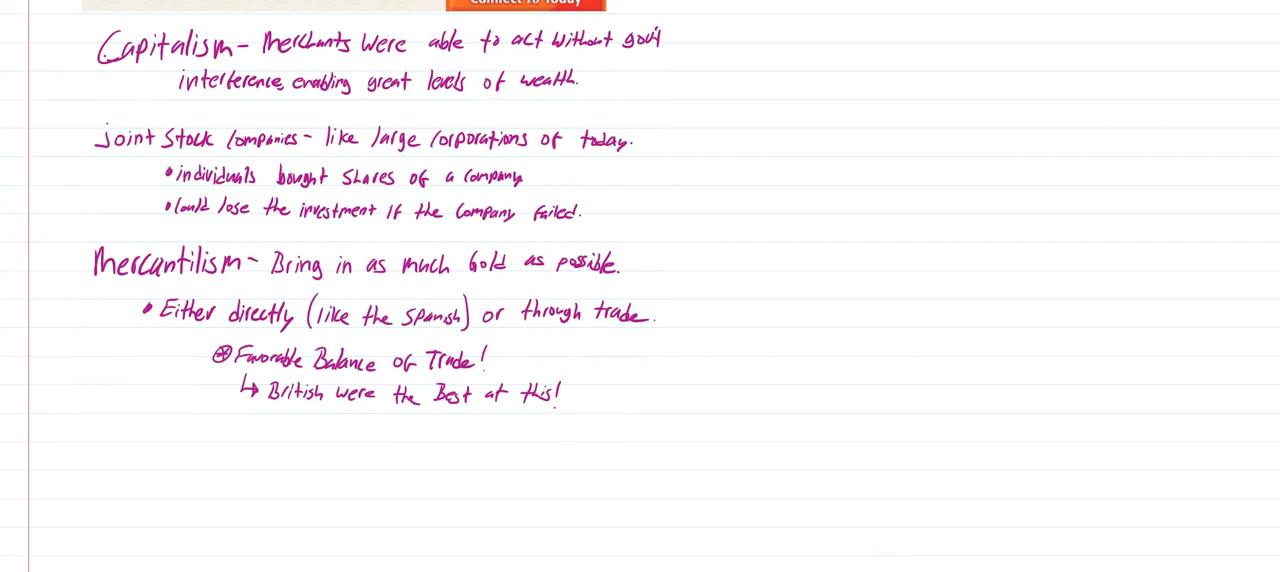 Connect to Today
Capitalism - Merchants were able to act without gov't
interference, enabling great levels of wealth.
Joint Stock Companies - like large corporations of today.
• individuals bought shares of a company
• Could lose the investment if the company failed.
Mercantilism - Bring in as much Gold as possible.
• Either directly (like the Spanish) or through trade.
⊛ Favorable Balance of Trade!
↳ British were the Best at this!